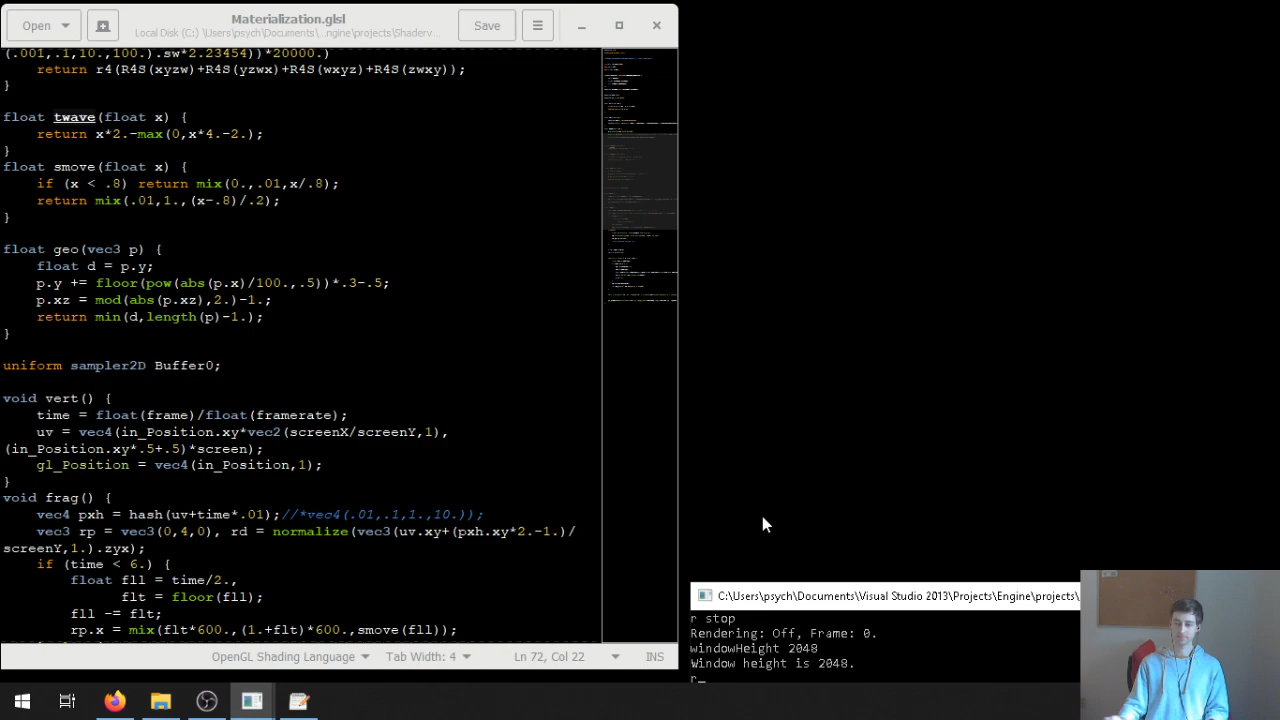 Open
Materialization.glsl
Local Disk (C:) \Users\psych\Documents\...ngine\projects\Shaderv...
Save
(.001,.1,10.,100.).sw*2.23454))*20000.)
return r4(R4S(xyzw)+R4S(yzwx)+R4S(wxyz)+R4S(zwxy));
}
float twave(float x) {
return x*2.-max(0,x*4.-2.);
}
float smove(float x) {
if (x < .8) return mix(0.,.01,x/.8);
return mix(.01,1.,(x-.8)/.2);
}
float geo(vec3 p) {
float d = p.y;
p.y += floor(pow(abs(p.x)/100.,.5))*.3-.5;
p.xz = mod(abs(p.xz),2.)-1.;
return min(d,length(p)-1.);
}
uniform sampler2D Buffer0;
void vert() {
time = float(frame)/float(framerate);
uv = vec4(in_Position.xy*vec2(screenX/screenY,1),
(in_Position.xy*.5+.5)*screen);
gl_Position = vec4(in_Position,1);
}
void frag() {
vec4 pxh = hash(uv+time*.01);//*vec4(.01,.1,1.,10.));
vec3 rp = vec3(0,4,0), rd = normalize(vec3(uv.xy+(pxh.xy*2.-1.)/
screenY,1.).zyx);
if (time < 6.) {
float fll = time/2.,
flt = floor(fll);
fll -= flt;
rp.x = mix(flt*600.,(1.+flt)*600.,smove(fll));
OpenGL Shading Language
Tab Width: 4
Ln 72, Col 22
INS
C:\Users\psych\Documents\Visual Studio 2013\Projects\Engine\projects\
r stop
Rendering: Off, Frame: 0.
windowHeight 2048
Window height is 2048.
r_